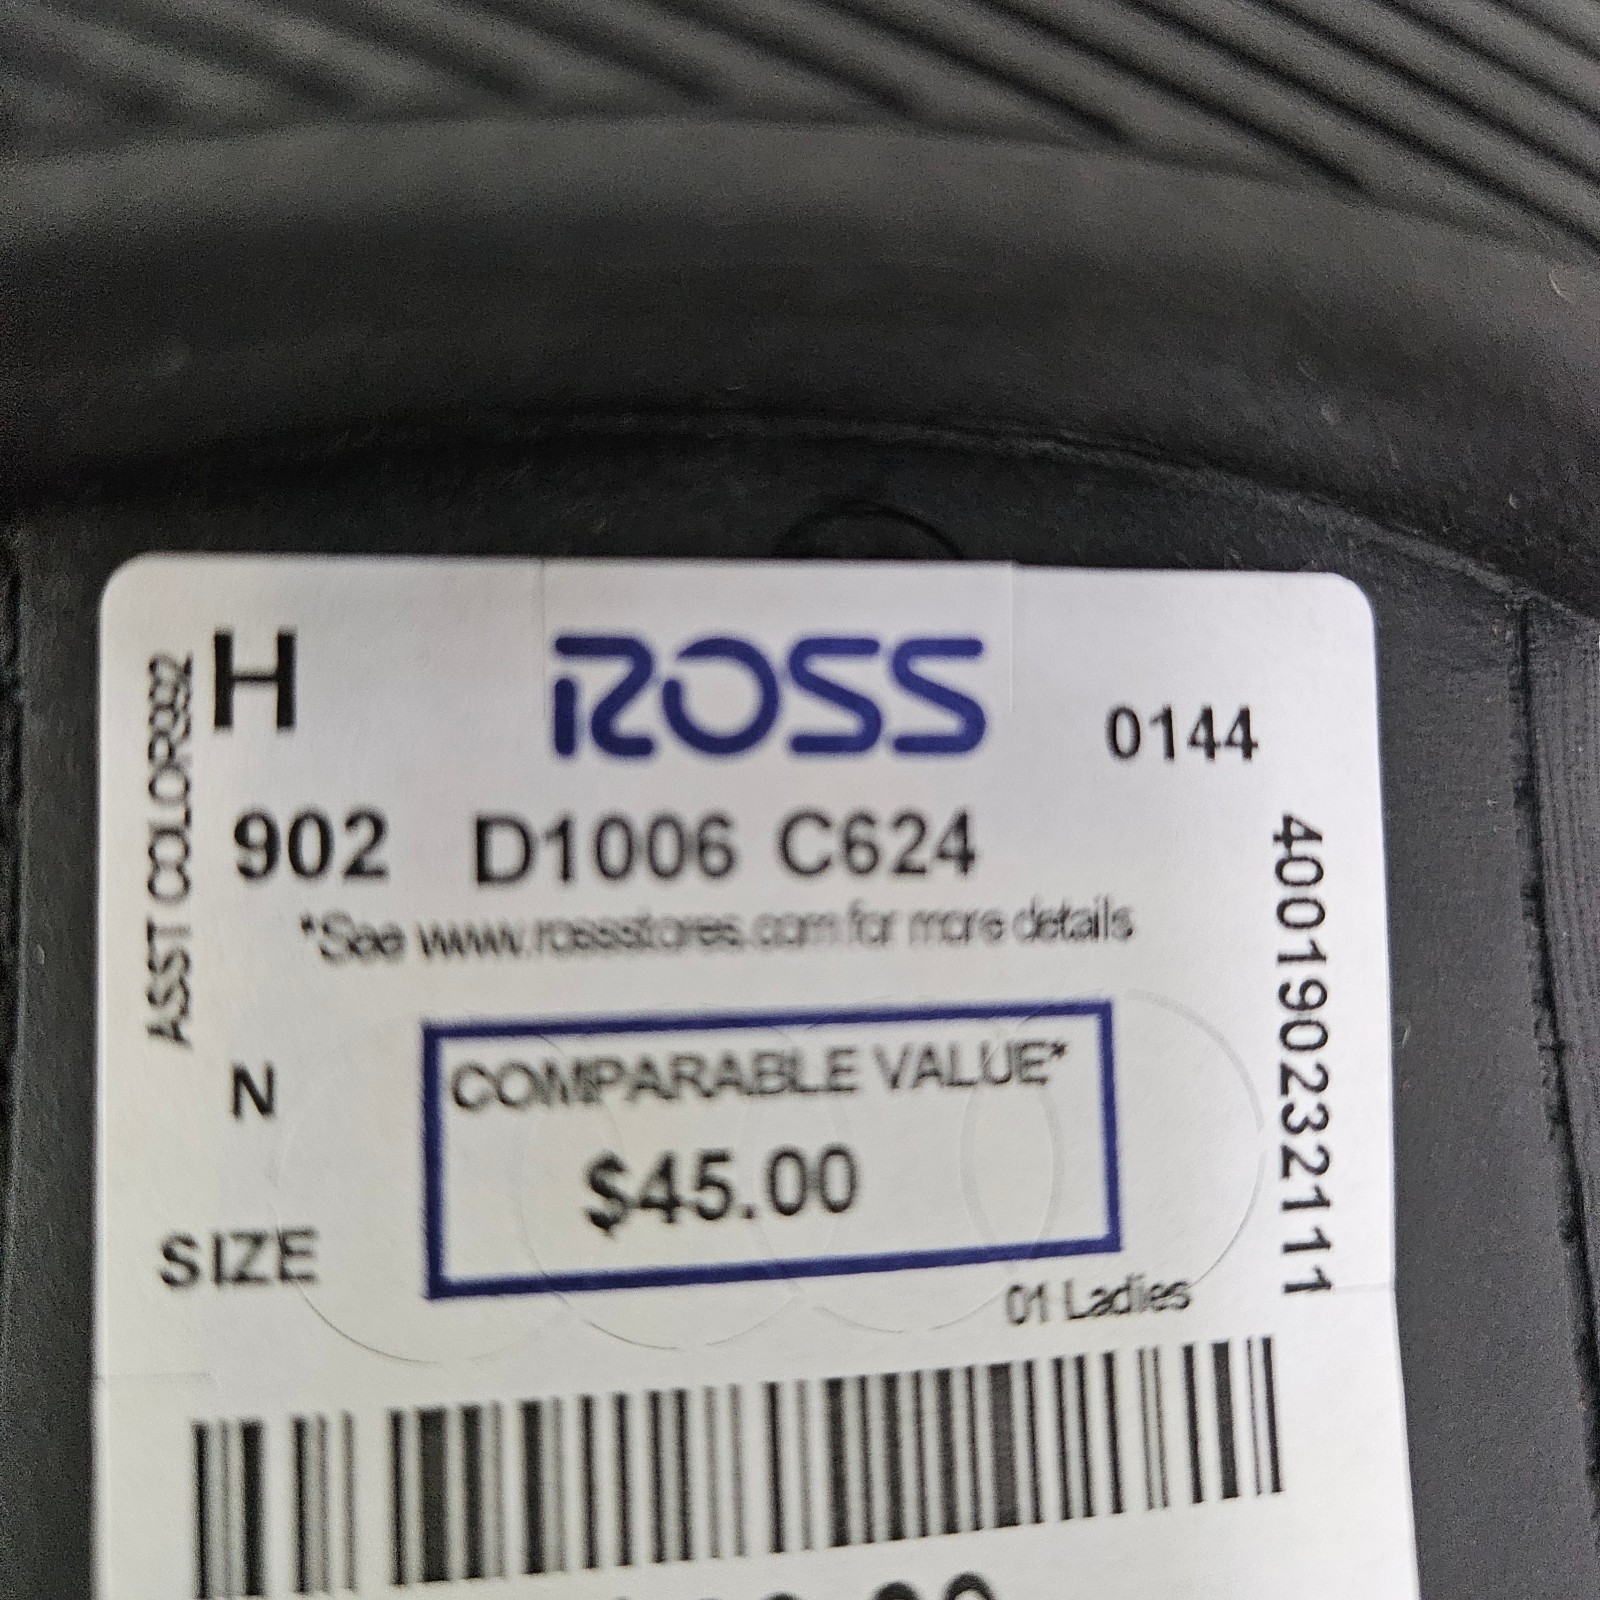 H ROSS 0144
ASST COLORS992
902 D1006 C624
*See www.rossstores.com for more details
400190232111
N
COMPARABLE VALUE*
$45.00
SIZE
01 Ladies